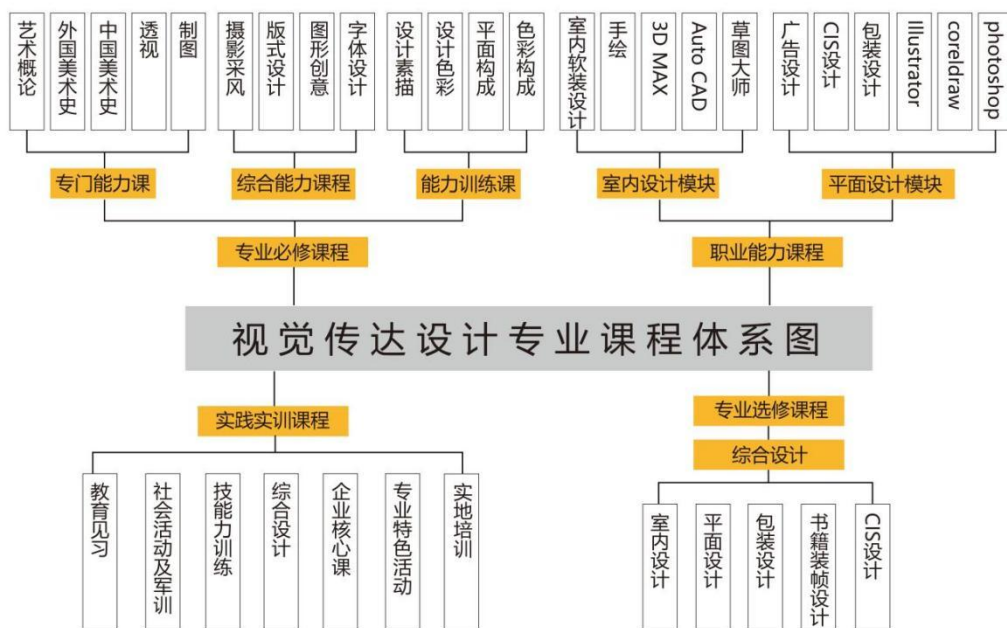 艺术概论
外国美术史
中国美术史
透视
制图
摄影采风
版式设计
图形创意
字体设计
设计素描
设计色彩
平面构成
色彩构成
室内软装设计
手绘
3D MAX
Auto CAD
草图大师
广告设计
CIS设计
包装设计
Illustrator
coreldraw
photoshop
专门能力课
综合能力课程
能力训练课
室内设计模块
平面设计模块
专业必修课程
职业能力课程
视觉传达设计专业课程体系图
实践实训课程
专业选修课程
综合设计
教育见习
社会活动及军训
技能力训练
综合设计
企业核心课
专业特色活动
实地培训
室内设计
平面设计
包装设计
书籍装帧设计
CIS设计